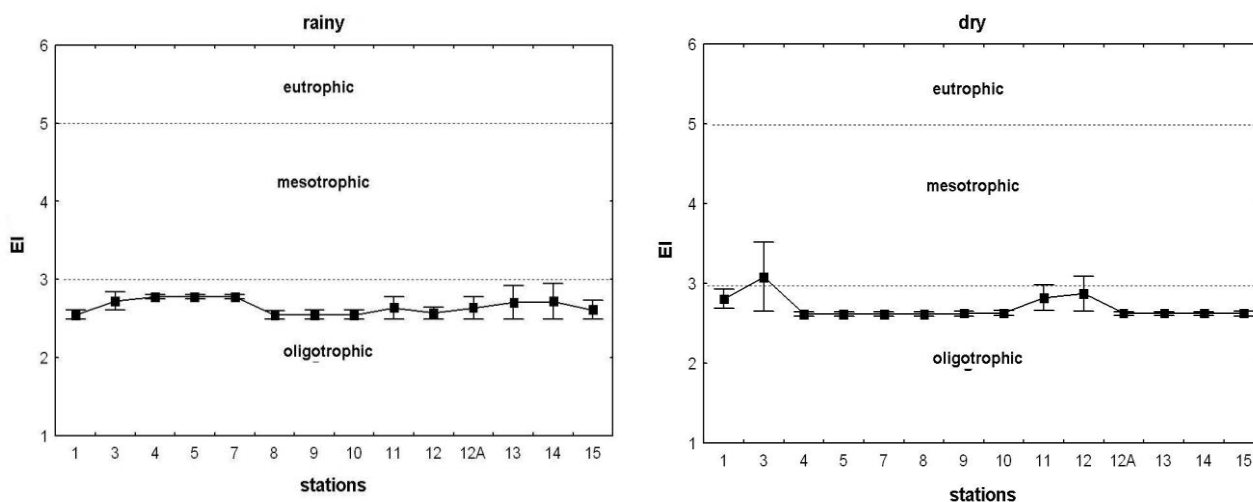 rainy
6
eutrophic
5
mesotrophic
4
EI
3
oligotrophic
2
1
1 3 4 5 7 8 9 10 11 12 12A 13 14 15
stations
dry
6
eutrophic
5
mesotrophic
4
EI
3
oligotrophic
2
1
1 3 4 5 7 8 9 10 11 12 12A 13 14 15
stations